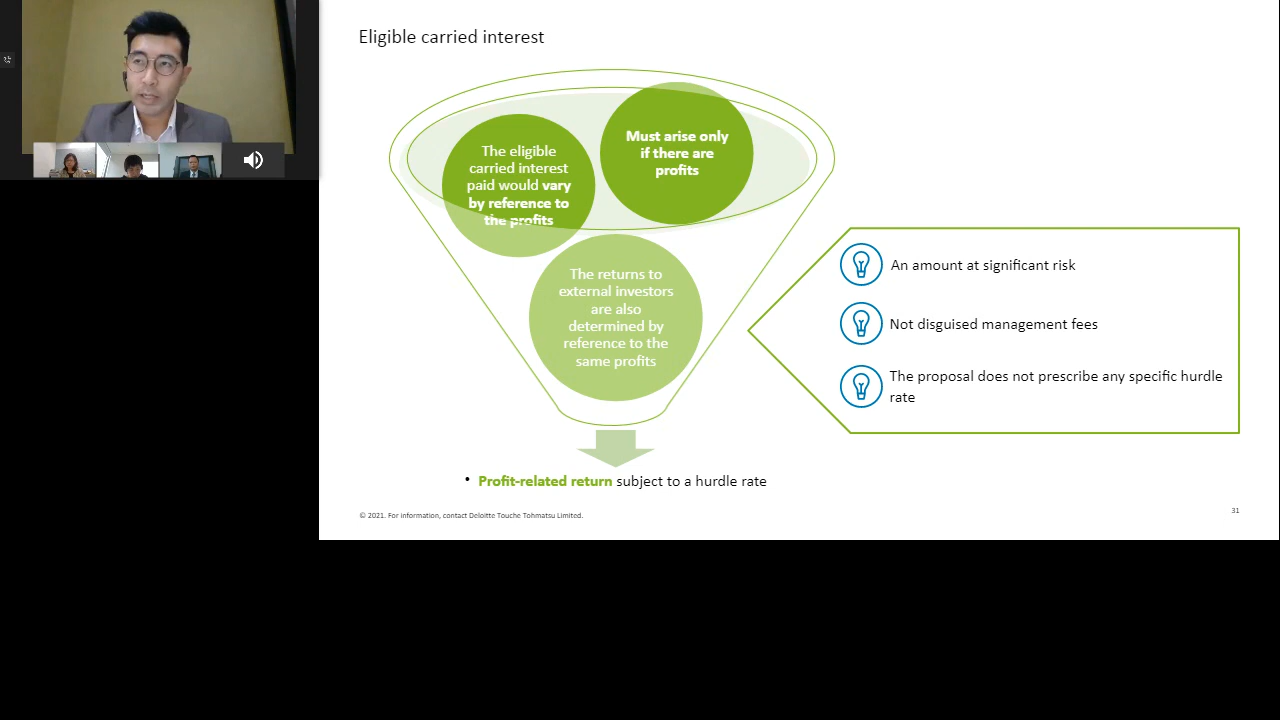 Eligible carried interest
The eligible
carried interest
paid would vary
by reference to
the profits
Must arise only
if there are
profits
The returns to
external investors
are also
determined by
reference to the
same profits
An amount at significant risk
Not disguised management fees
The proposal does not prescribe any specific hurdle
rate
• Profit-related return subject to a hurdle rate
© 2021. For information, contact Deloitte Touche Tohmatsu Limited.
31